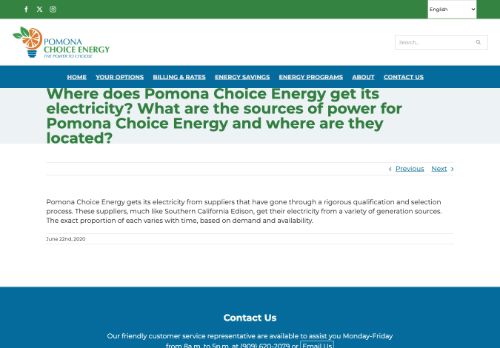 English
POMONA
CHOICE ENERGY
THE POWER TO CHOOSE
Search...
HOME YOUR OPTIONS BILLING & RATES ENERGY SAVINGS ENERGY PROGRAMS ABOUT CONTACT US
Where does Pomona Choice Energy get its
electricity? What are the sources of power for
Pomona Choice Energy and where are they
located?
Previous Next
Pomona Choice Energy gets its electricity from suppliers that have gone through a rigorous qualification and selection
process. These suppliers, much like Southern California Edison, get their electricity from a variety of generation sources.
The exact proportion of each varies with time, based on demand and availability.
June 22nd, 2020
Contact Us
Our friendly customer service representative are available to assist you Monday-Friday
from 8a.m. to 5p.m. at (909) 620-2079 or Email Us